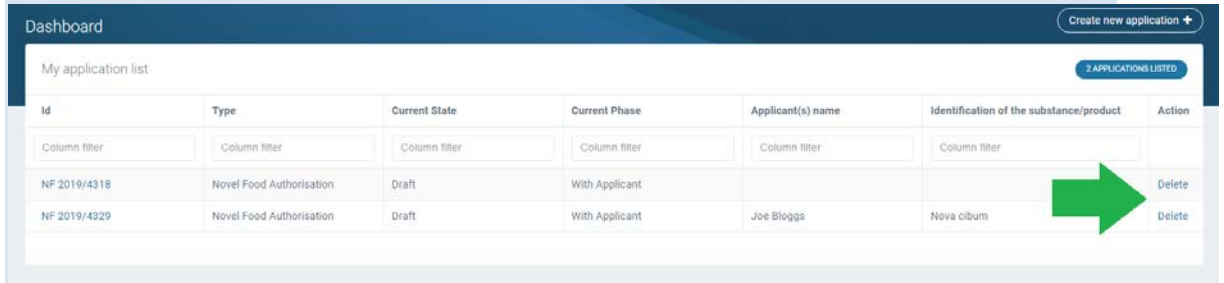 Dashboard
Create new application +
My application list
2 APPLICATIONS LISTED
Id Type Current State Current Phase Applicant(s) name Identification of the substance/product Action
Column filter Column filter Column filter Column filter Column filter Column filter
NF 2019/4318 Novel Food Authorisation Draft With Applicant Delete
NF 2019/4329 Novel Food Authorisation Draft With Applicant Joe Bloggs Nova cibum Delete